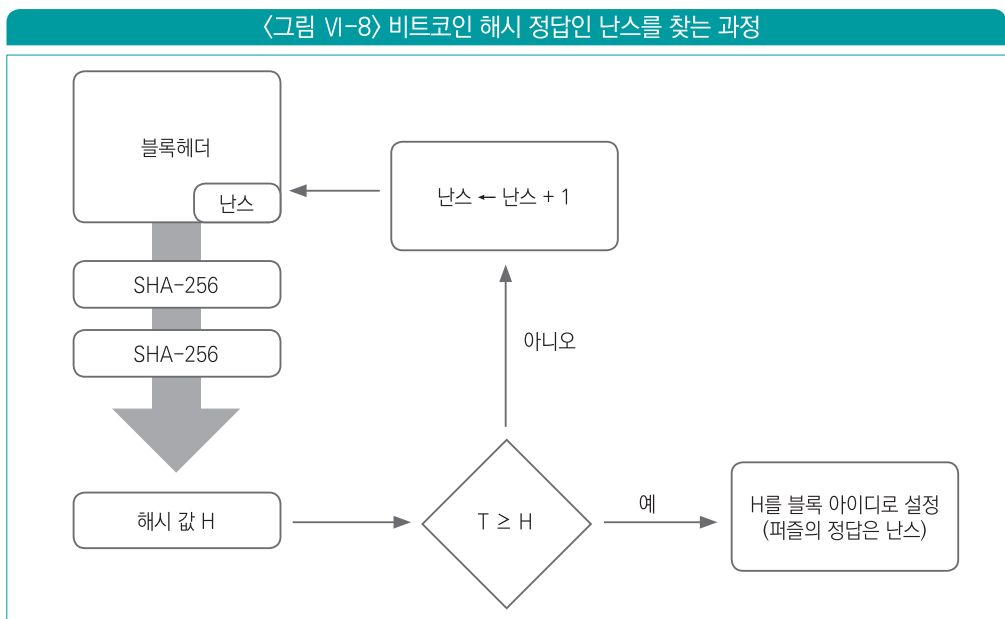 〈그림 Ⅵ-8〉 비트코인 해시 정답인 난스를 찾는 과정
블록헤더
난스
난스 ← 난스 + 1
SHA-256
SHA-256
아니오
해시 값 H
T ≥ H
예
H를 블록 아이디로 설정
(퍼즐의 정답은 난스)